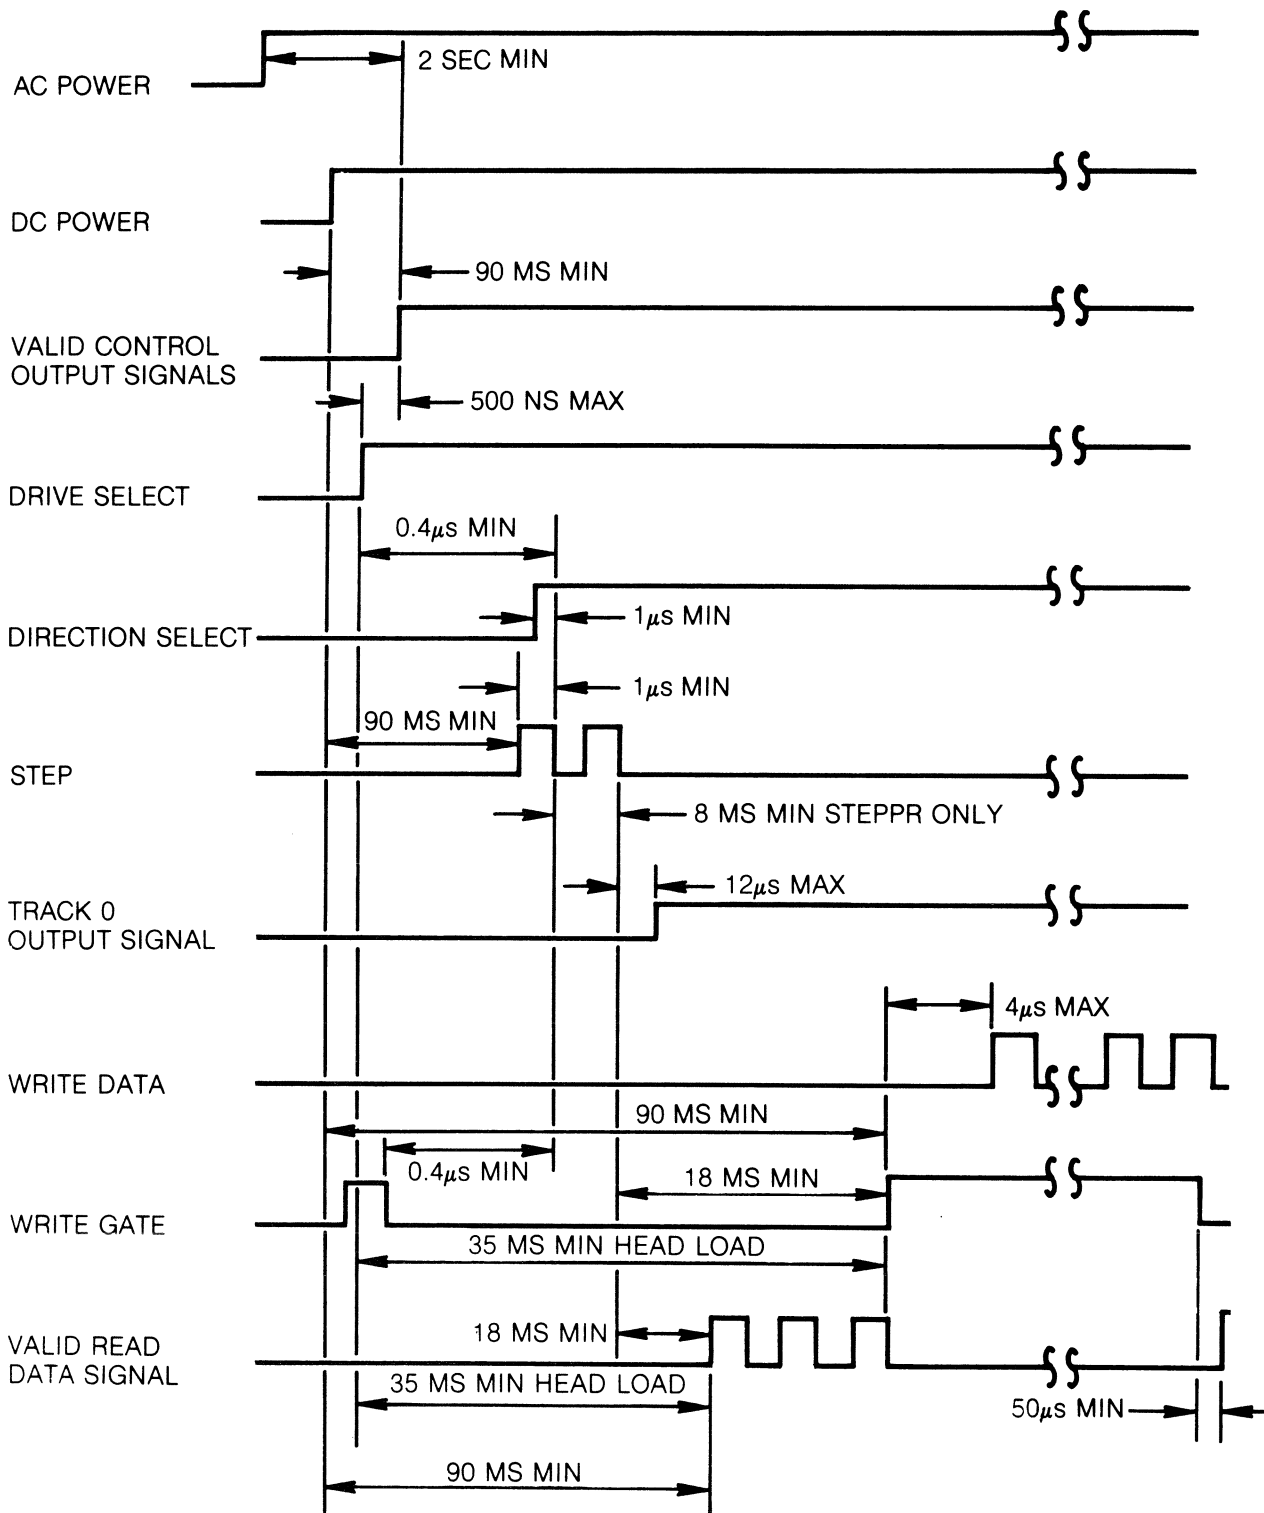 2 SEC MIN
AC POWER
DC POWER
90 MS MIN
VALID CONTROL
OUTPUT SIGNALS
500 NS MAX
DRIVE SELECT
0.4μs MIN
1μs MIN
DIRECTION SELECT
1μs MIN
90 MS MIN
STEP
8 MS MIN STEPPR ONLY
12μs MAX
TRACK 0
OUTPUT SIGNAL
4μs MAX
WRITE DATA
90 MS MIN
0.4μs MIN
18 MS MIN
WRITE GATE
35 MS MIN HEAD LOAD
18 MS MIN
VALID READ
DATA SIGNAL
35 MS MIN HEAD LOAD
50μs MIN
90 MS MIN